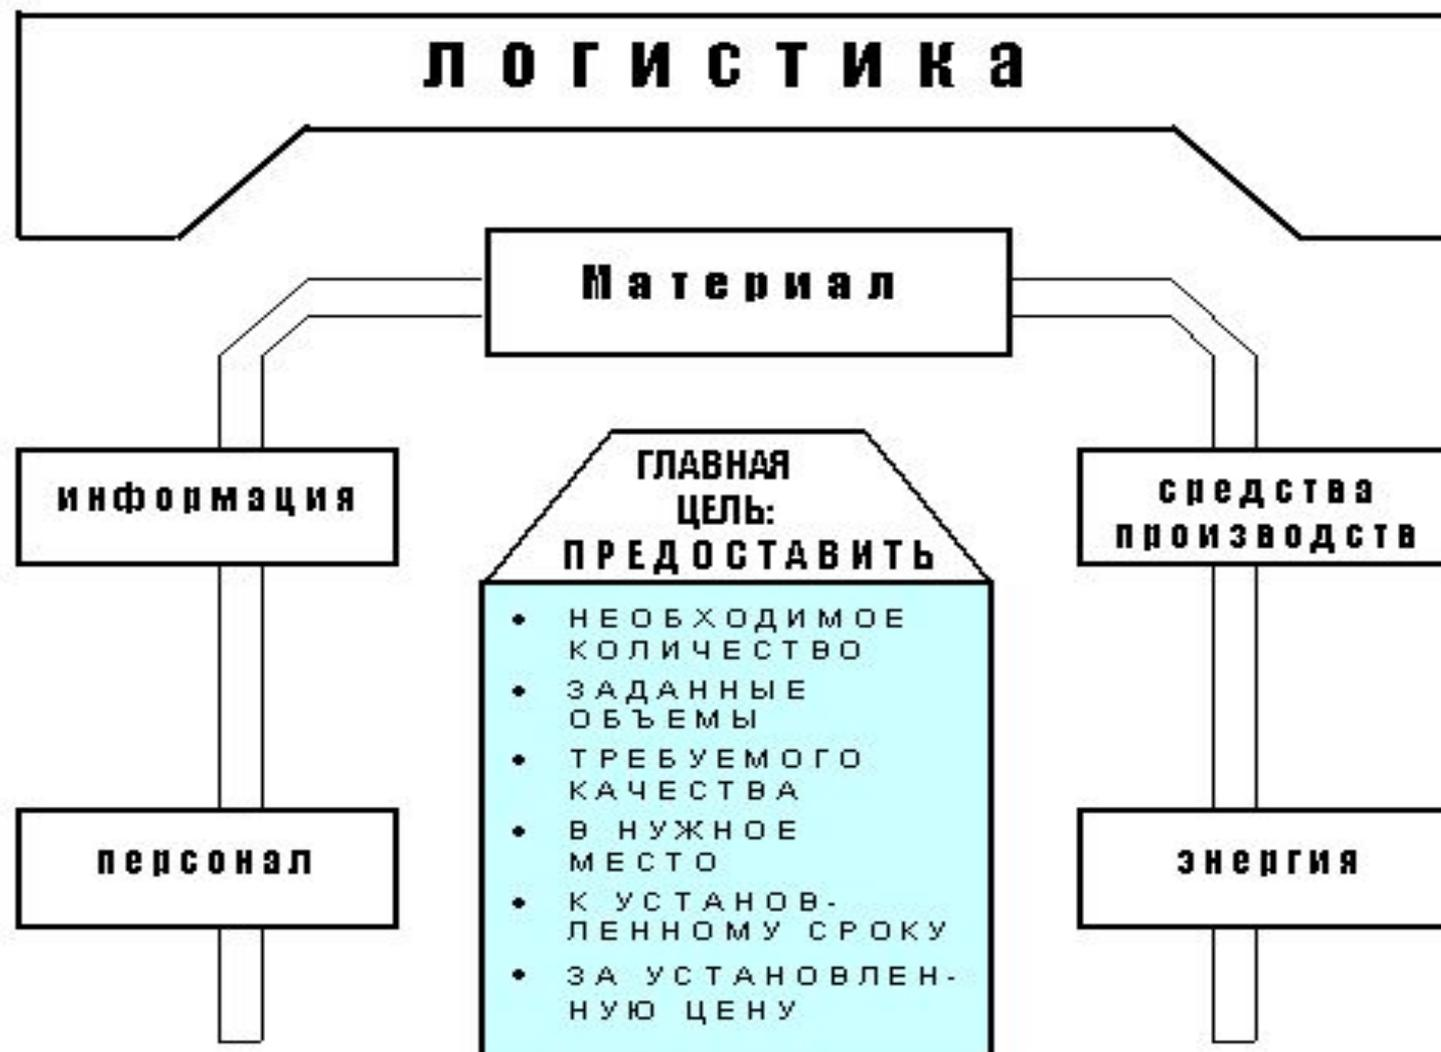 логистика
Материал
информация
ГЛАВНАЯ
ЦЕЛЬ:
ПРЕДОСТАВИТЬ
средства
производств
• НЕОБХОДИМОЕ
КОЛИЧЕСТВО
• ЗАДАННЫЕ
ОБЪЕМЫ
• ТРЕБУЕМОГО
КАЧЕСТВА
• В НУЖНОЕ
МЕСТО
• К УСТАНОВ-
ЛЕННОМУ СРОКУ
• ЗА УСТАНОВЛЕН-
НУЮ ЦЕНУ
персонал
энергия